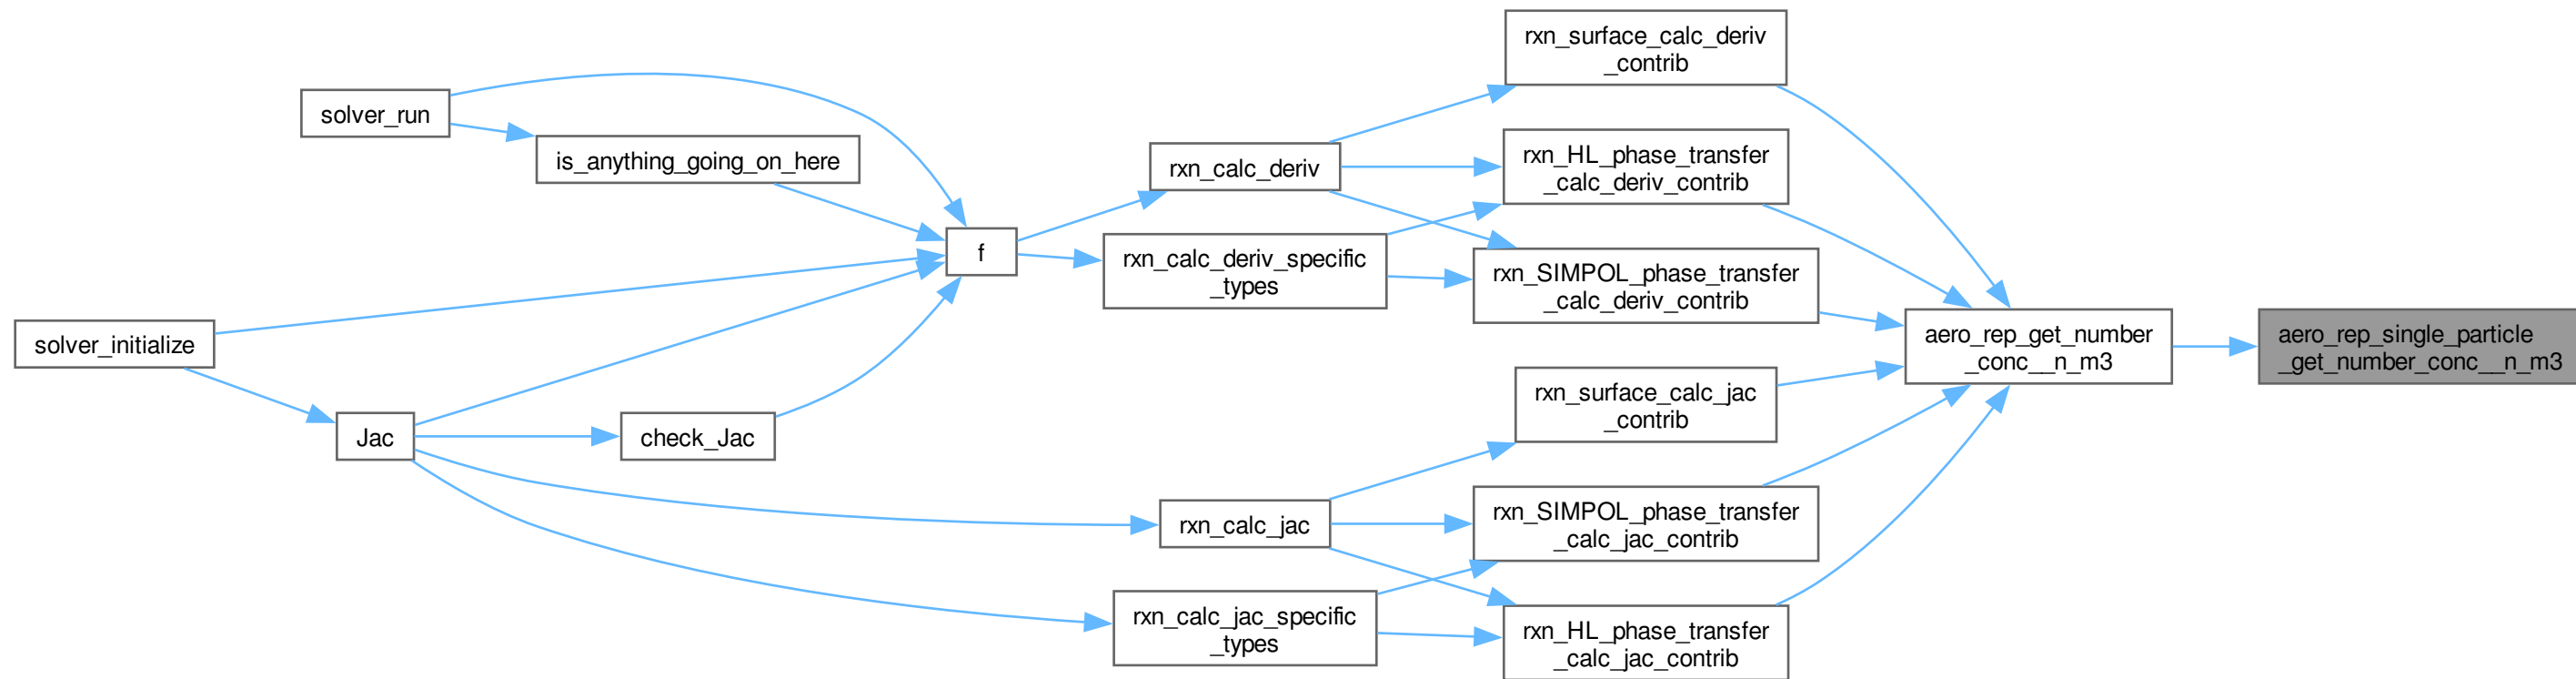 rxn_surface_calc_deriv
_contrib
solver_run
is_anything_going_on_here
rxn_calc_deriv
rxn_HL_phase_transfer
_calc_deriv_contrib
f
rxn_calc_deriv_specific
_types
rxn_SIMPOL_phase_transfer
_calc_deriv_contrib
solver_initialize
aero_rep_get_number
_conc__n_m3
aero_rep_single_particle
_get_number_conc__n_m3
rxn_surface_calc_jac
_contrib
Jac
check_Jac
rxn_calc_jac
rxn_SIMPOL_phase_transfer
_calc_jac_contrib
rxn_calc_jac_specific
_types
rxn_HL_phase_transfer
_calc_jac_contrib